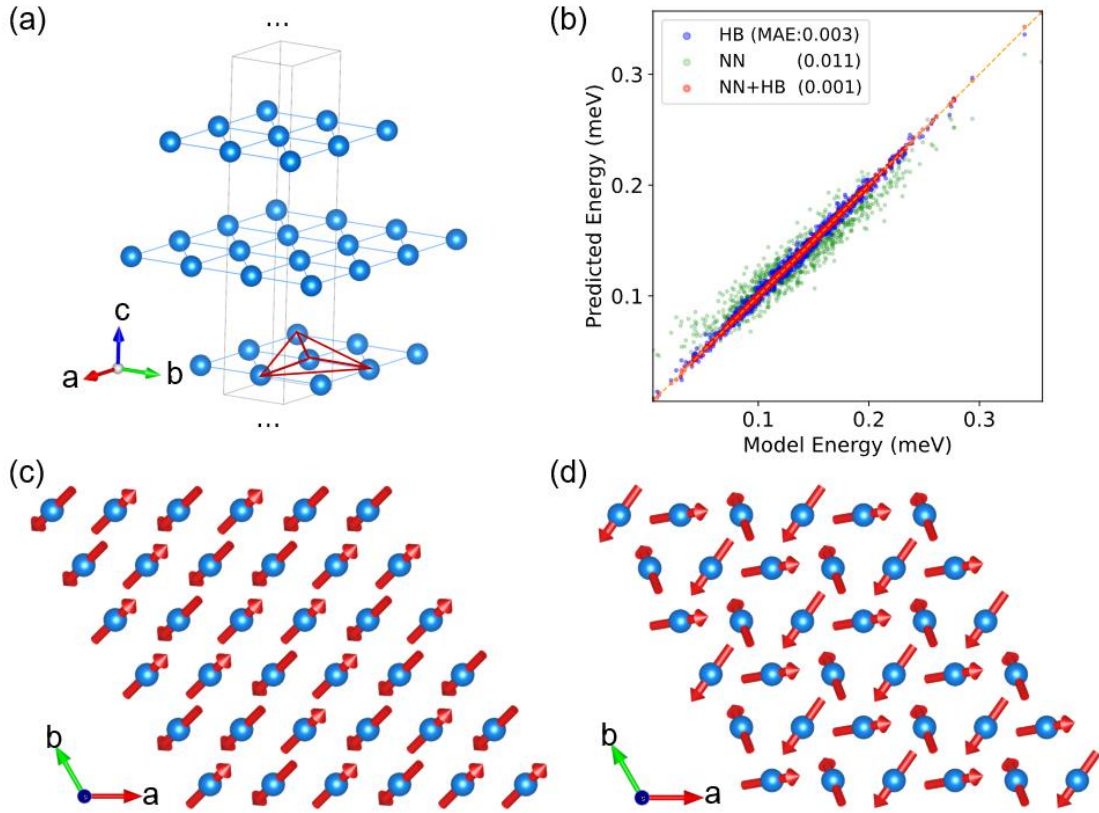 (a)
...
c
a
b
...
(b)
HB (MAE:0.003)
NN (0.011)
NN+HB (0.001)
Predicted Energy (meV)
0.3
0.2
0.1
0.1 0.2 0.3
Model Energy (meV)
(c)
b
a
(d)
b
a